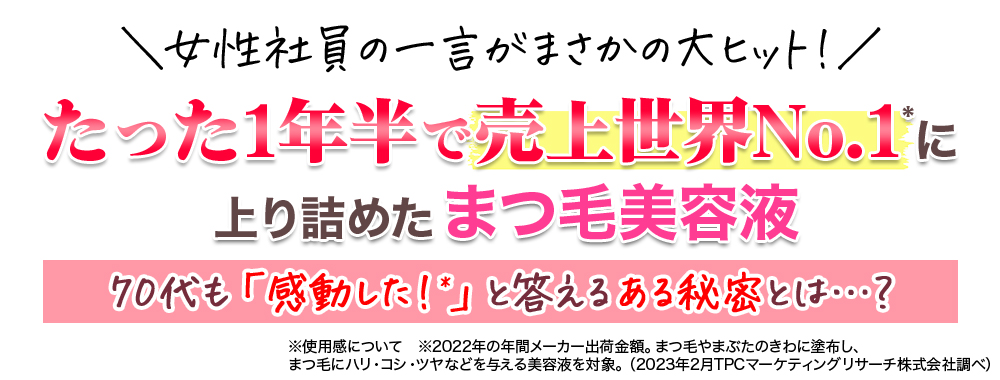 ＼女性社員の一言がまさかの大ヒット!／
たった1年半で売上世界No.1*に
上り詰めたまつ毛美容液
70代も「感動した!*」と答えるある秘密とは…?
※使用感について　※2022年の年間メーカー出荷金額。まつ毛やまぶたのきわに塗布し、
まつ毛にハリ・コシ・ツヤなどを与える美容液を対象。（2023年2月TPCマーケティングリサーチ株式会社調べ）